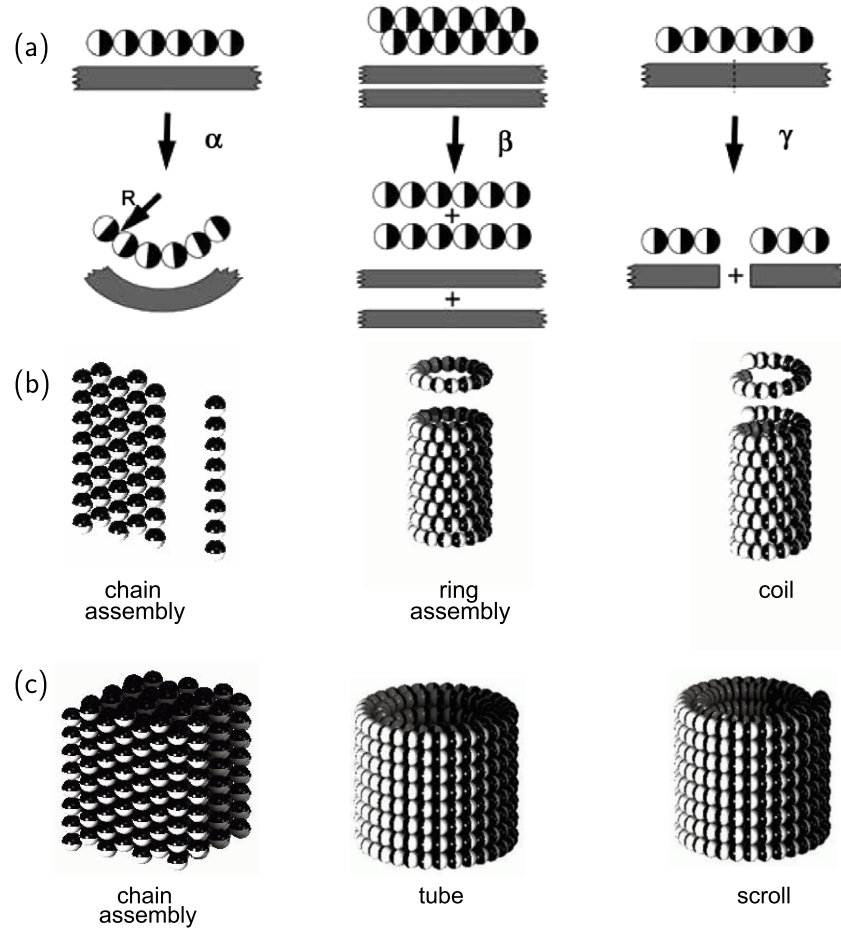 (a)
α
β
γ
R
+
+
+
(b)
chain
assembly
ring
assembly
coil
(c)
chain
assembly
tube
scroll